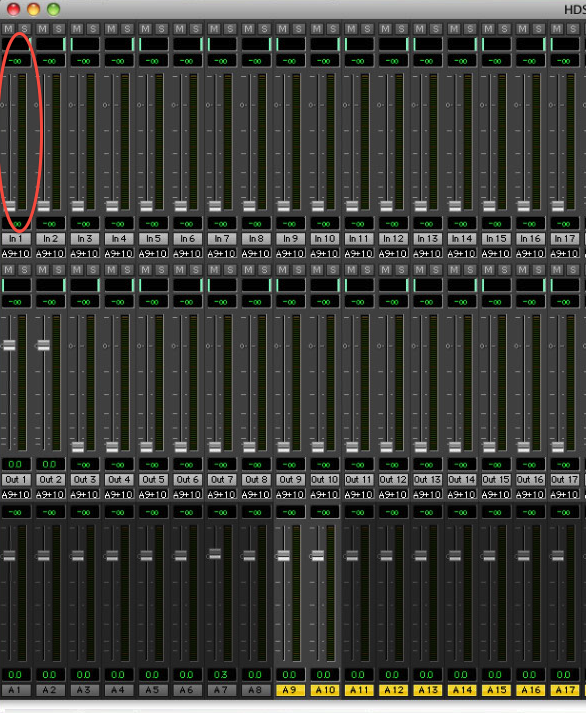 HDS
M S M S M S M S M S M S M S M S M S M S M S M S M S M S M S M S M S
-∞ -∞ -∞ -∞ -∞ -∞ -∞ -∞ -∞ -∞ -∞ -∞ -∞ -∞ -∞ -∞ -∞
-∞ -∞ -∞ -∞ -∞ -∞ -∞ -∞ -∞ -∞ -∞ -∞ -∞ -∞ -∞ -∞ -∞
In 1 In 2 In 3 In 4 In 5 In 6 In 7 In 8 In 9 In 10 In 11 In 12 In 13 In 14 In 15 In 16 In 17
A9+10 A9+10 A9+10 A9+10 A9+10 A9+10 A9+10 A9+10 A9+10 A9+10 A9+10 A9+10 A9+10 A9+10 A9+10 A9+10 A9+10
M S M S M S M S M S M S M S M S M S M S M S M S M S M S M S M S M S
-∞ -∞ -∞ -∞ -∞ -∞ -∞ -∞ -∞ -∞ -∞ -∞ -∞ -∞ -∞ -∞ -∞
0.0 0.0 -∞ -∞ -∞ -∞ -∞ -∞ -∞ -∞ -∞ -∞ -∞ -∞ -∞ -∞ -∞
Out 1 Out 2 Out 3 Out 4 Out 5 Out 6 Out 7 Out 8 Out 9 Out 10 Out 11 Out 12 Out 13 Out 14 Out 15 Out 16 Out 17
A9+10 A9+10 A9+10 A9+10 A9+10 A9+10 A9+10 A9+10 A9+10 A9+10 A9+10 A9+10 A9+10 A9+10 A9+10 A9+10 A9+10
-∞ -∞ -∞ -∞ -∞ -∞ -∞ -∞ -∞ -∞ -∞ -∞ -∞ -∞ -∞ -∞ -∞
0.0 0.0 0.0 0.0 0.0 0.0 0.3 0.0 0.0 0.0 0.0 0.0 0.0 0.0 0.0 0.0 0.0
A 1 A 2 A 3 A 4 A 5 A 6 A 7 A 8 A 9 A 10 A 11 A 12 A 13 A 14 A 15 A 16 A 17